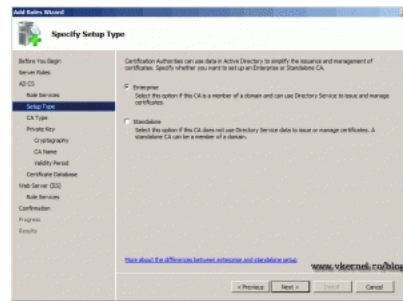 Add Roles Wizard
Specify Setup Type
Before You Begin
Server Roles
AD CS
Role Services
Setup Type
CA Type
Private Key
Cryptography
CA Name
Validity Period
Certificate Database
Web Server (IIS)
Role Services
Confirmation
Progress
Results
Certification Authorities can use data in Active Directory to simplify the issuance and management of
certificates. Specify whether you want to set up an Enterprise or Standalone CA.
Enterprise
Select this option if this CA is a member of a domain and can use Directory Service to issue and manage
certificates.
Standalone
Select this option if this CA does not use Directory Service data to issue or manage certificates. A
standalone CA can be a member of a domain.
More about the differences between enterprise and standalone setup
www.vkernel.ro/blog
< Previous
Next >
Install
Cancel